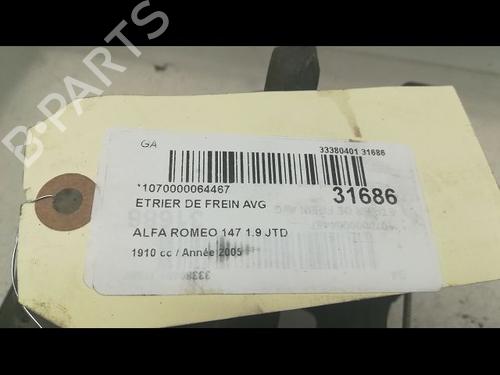 B-PARTS
GA
33380401 31686
*1070000064467
31686
ETRIER DE FREIN AVG
ALFA ROMEO 147 1.9 JTD
1910 cc / Année 2005